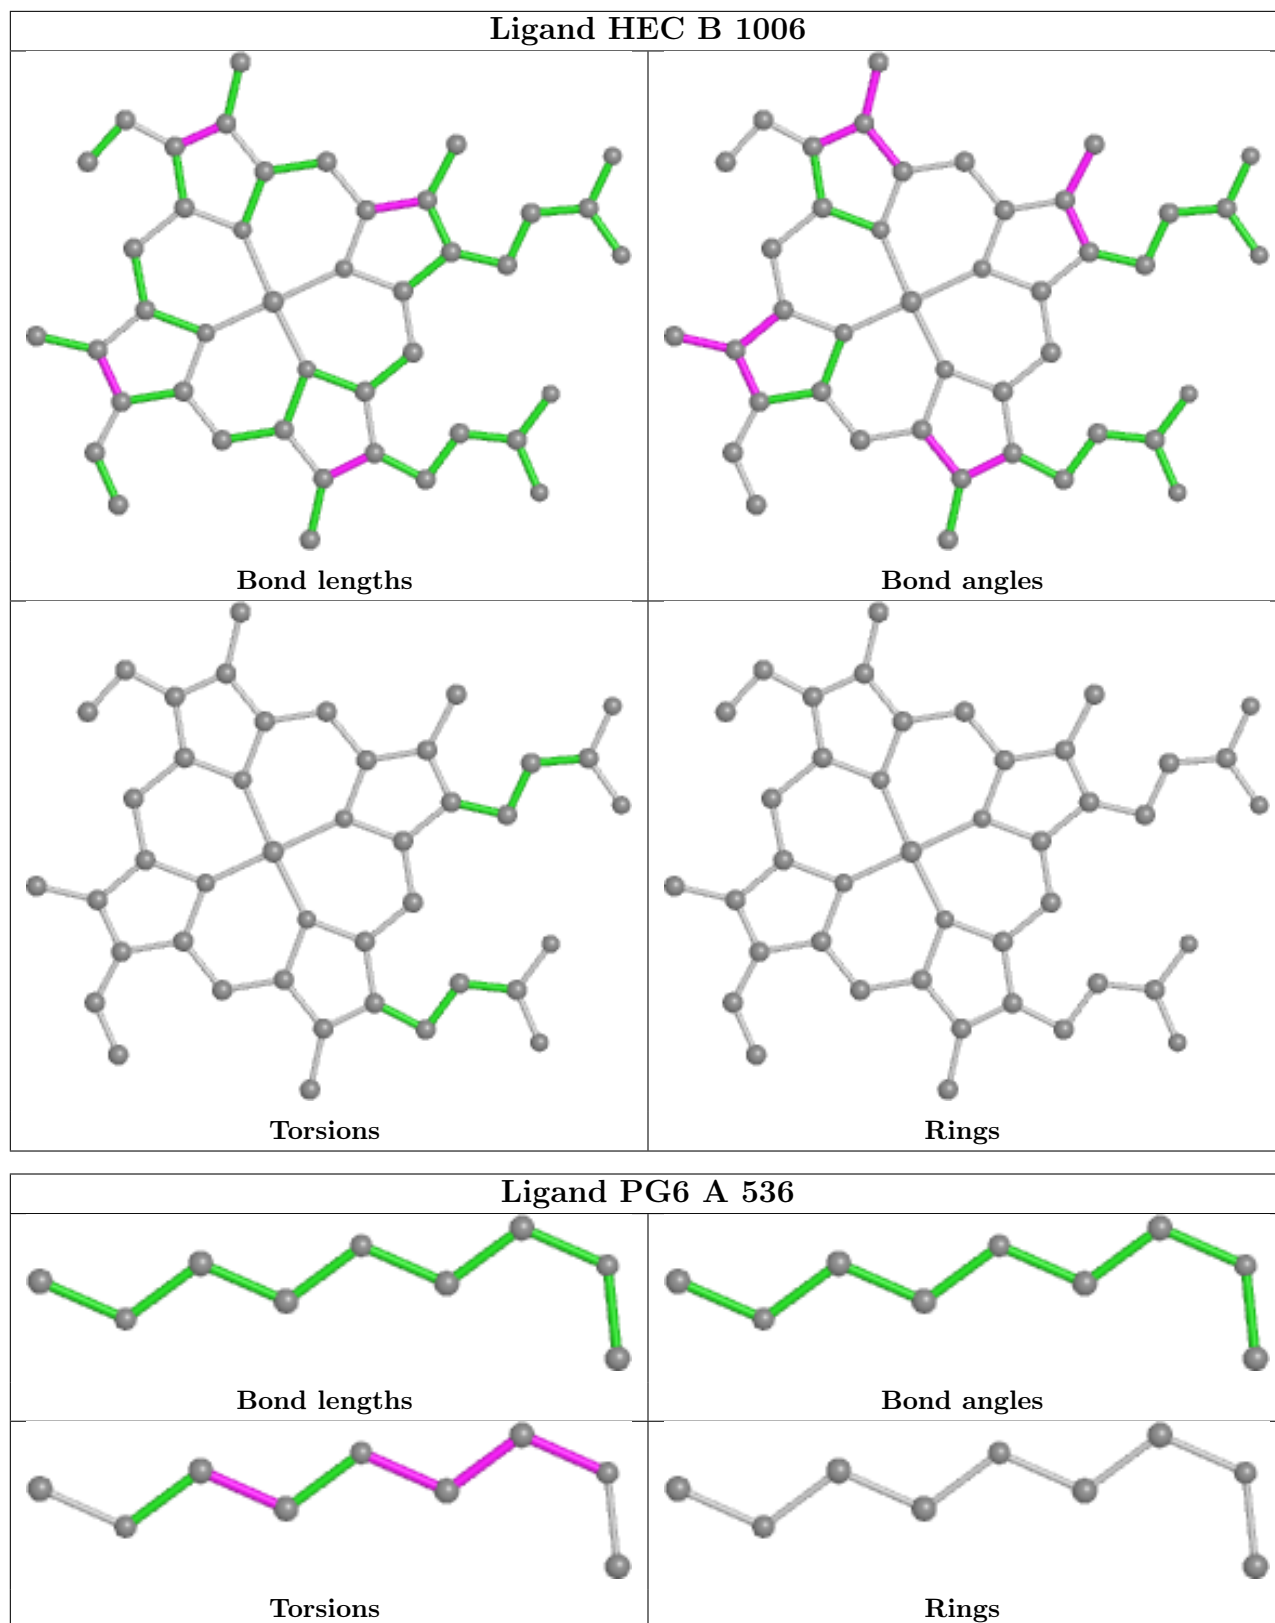 Ligand HEC B 1006
Bond lengths
Bond angles
Torsions
Rings
Ligand PG6 A 536
Bond lengths
Bond angles
Torsions
Rings